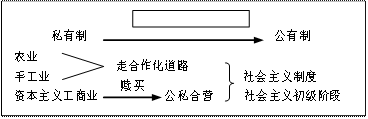 私有制 公有制
农业
手工业 走合作化道路
赎买 社会主义制度
资本主义工商业 公私合营 社会主义初级阶段